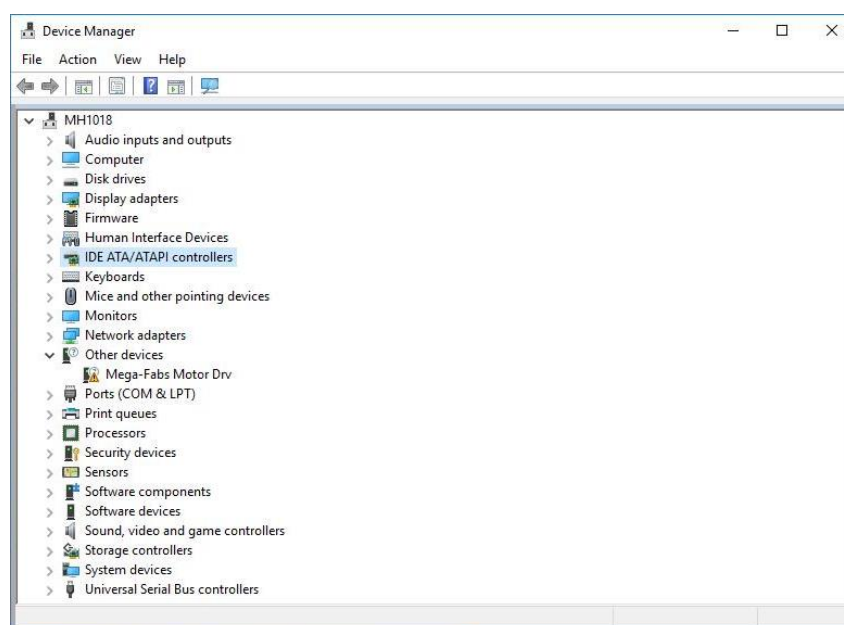 Device Manager
File Action View Help
MH1018
Audio inputs and outputs
Computer
Disk drives
Display adapters
Firmware
Human Interface Devices
IDE ATA/ATAPI controllers
Keyboards
Mice and other pointing devices
Monitors
Network adapters
Other devices
Mega-Fabs Motor Drv
Ports (COM & LPT)
Print queues
Processors
Security devices
Sensors
Software components
Software devices
Sound, video and game controllers
Storage controllers
System devices
Universal Serial Bus controllers